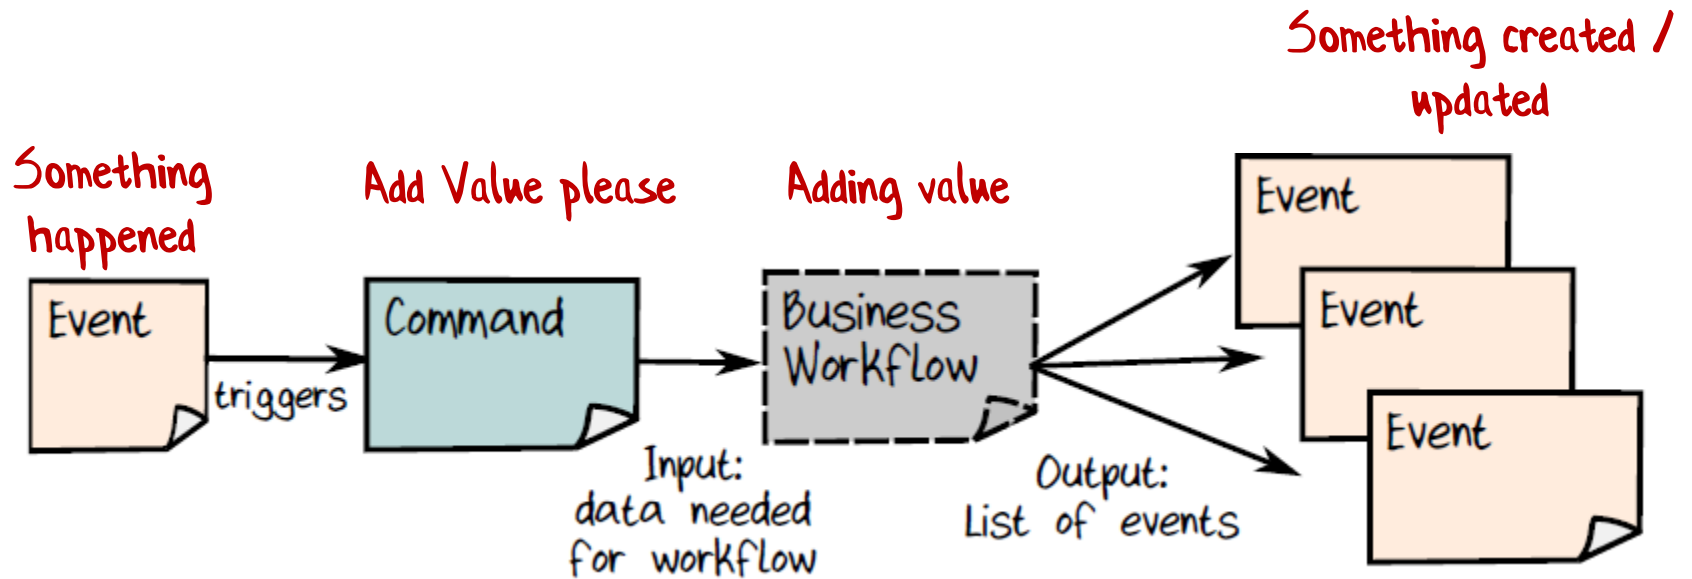 Something created /
updated
Something
happened
Add Value please
Adding value
Event
triggers
Command
Input:
data needed
for workflow
Business
Workflow
Output:
List of events
Event
Event
Event